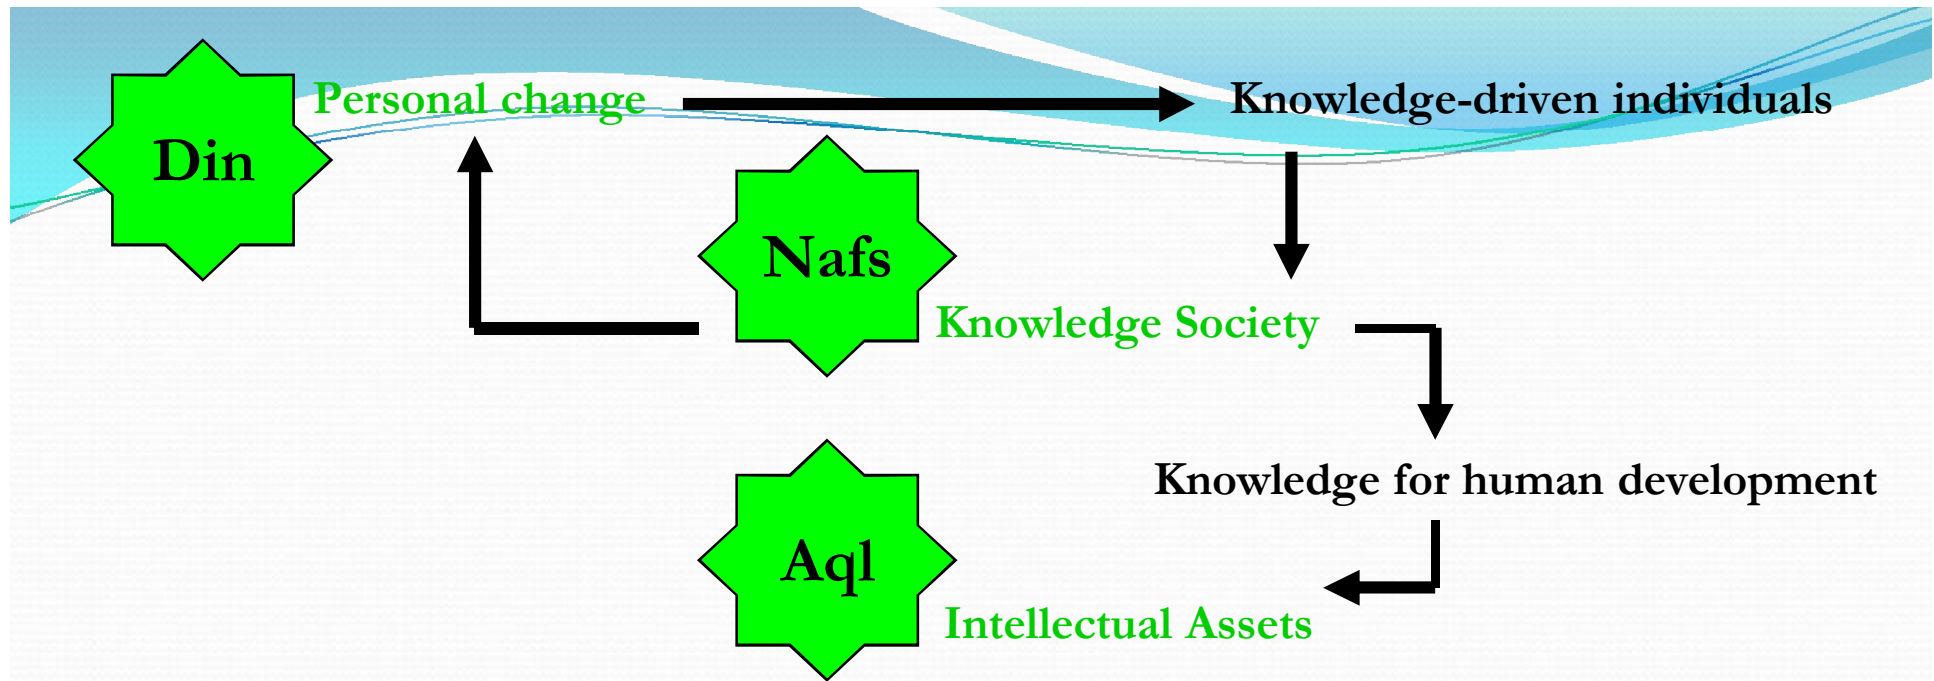 Din
Personal change
Knowledge-driven individuals
Nafs
Knowledge Society
Knowledge for human development
Aql
Intellectual Assets